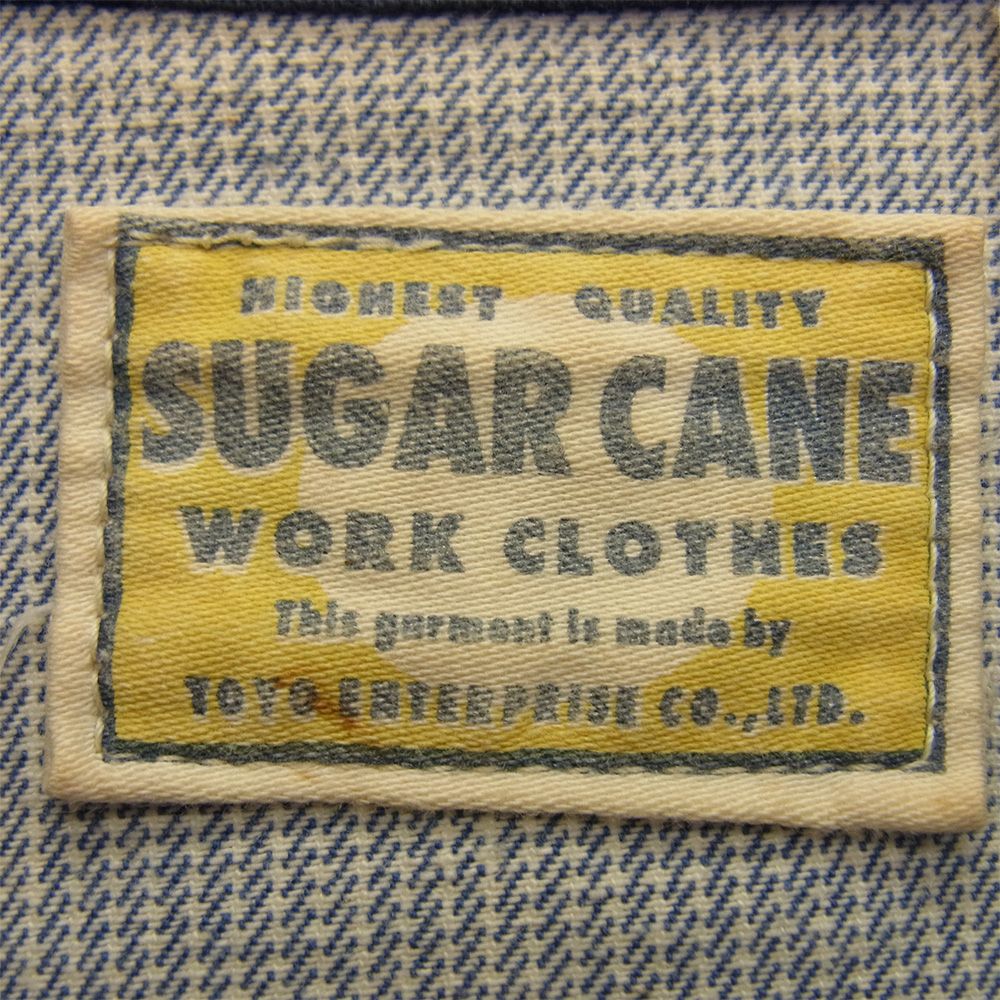 HIGHEST QUALITY
SUGAR CANE
WORK CLOTHES
This garment is made by
TOYO ENTERPRISE CO.,LTD.